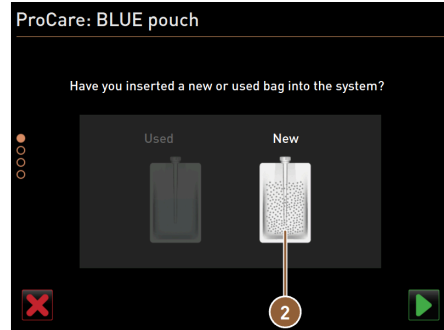 ProCare: BLUE pouch
Have you inserted a new or used bag into the system?
Used New
2